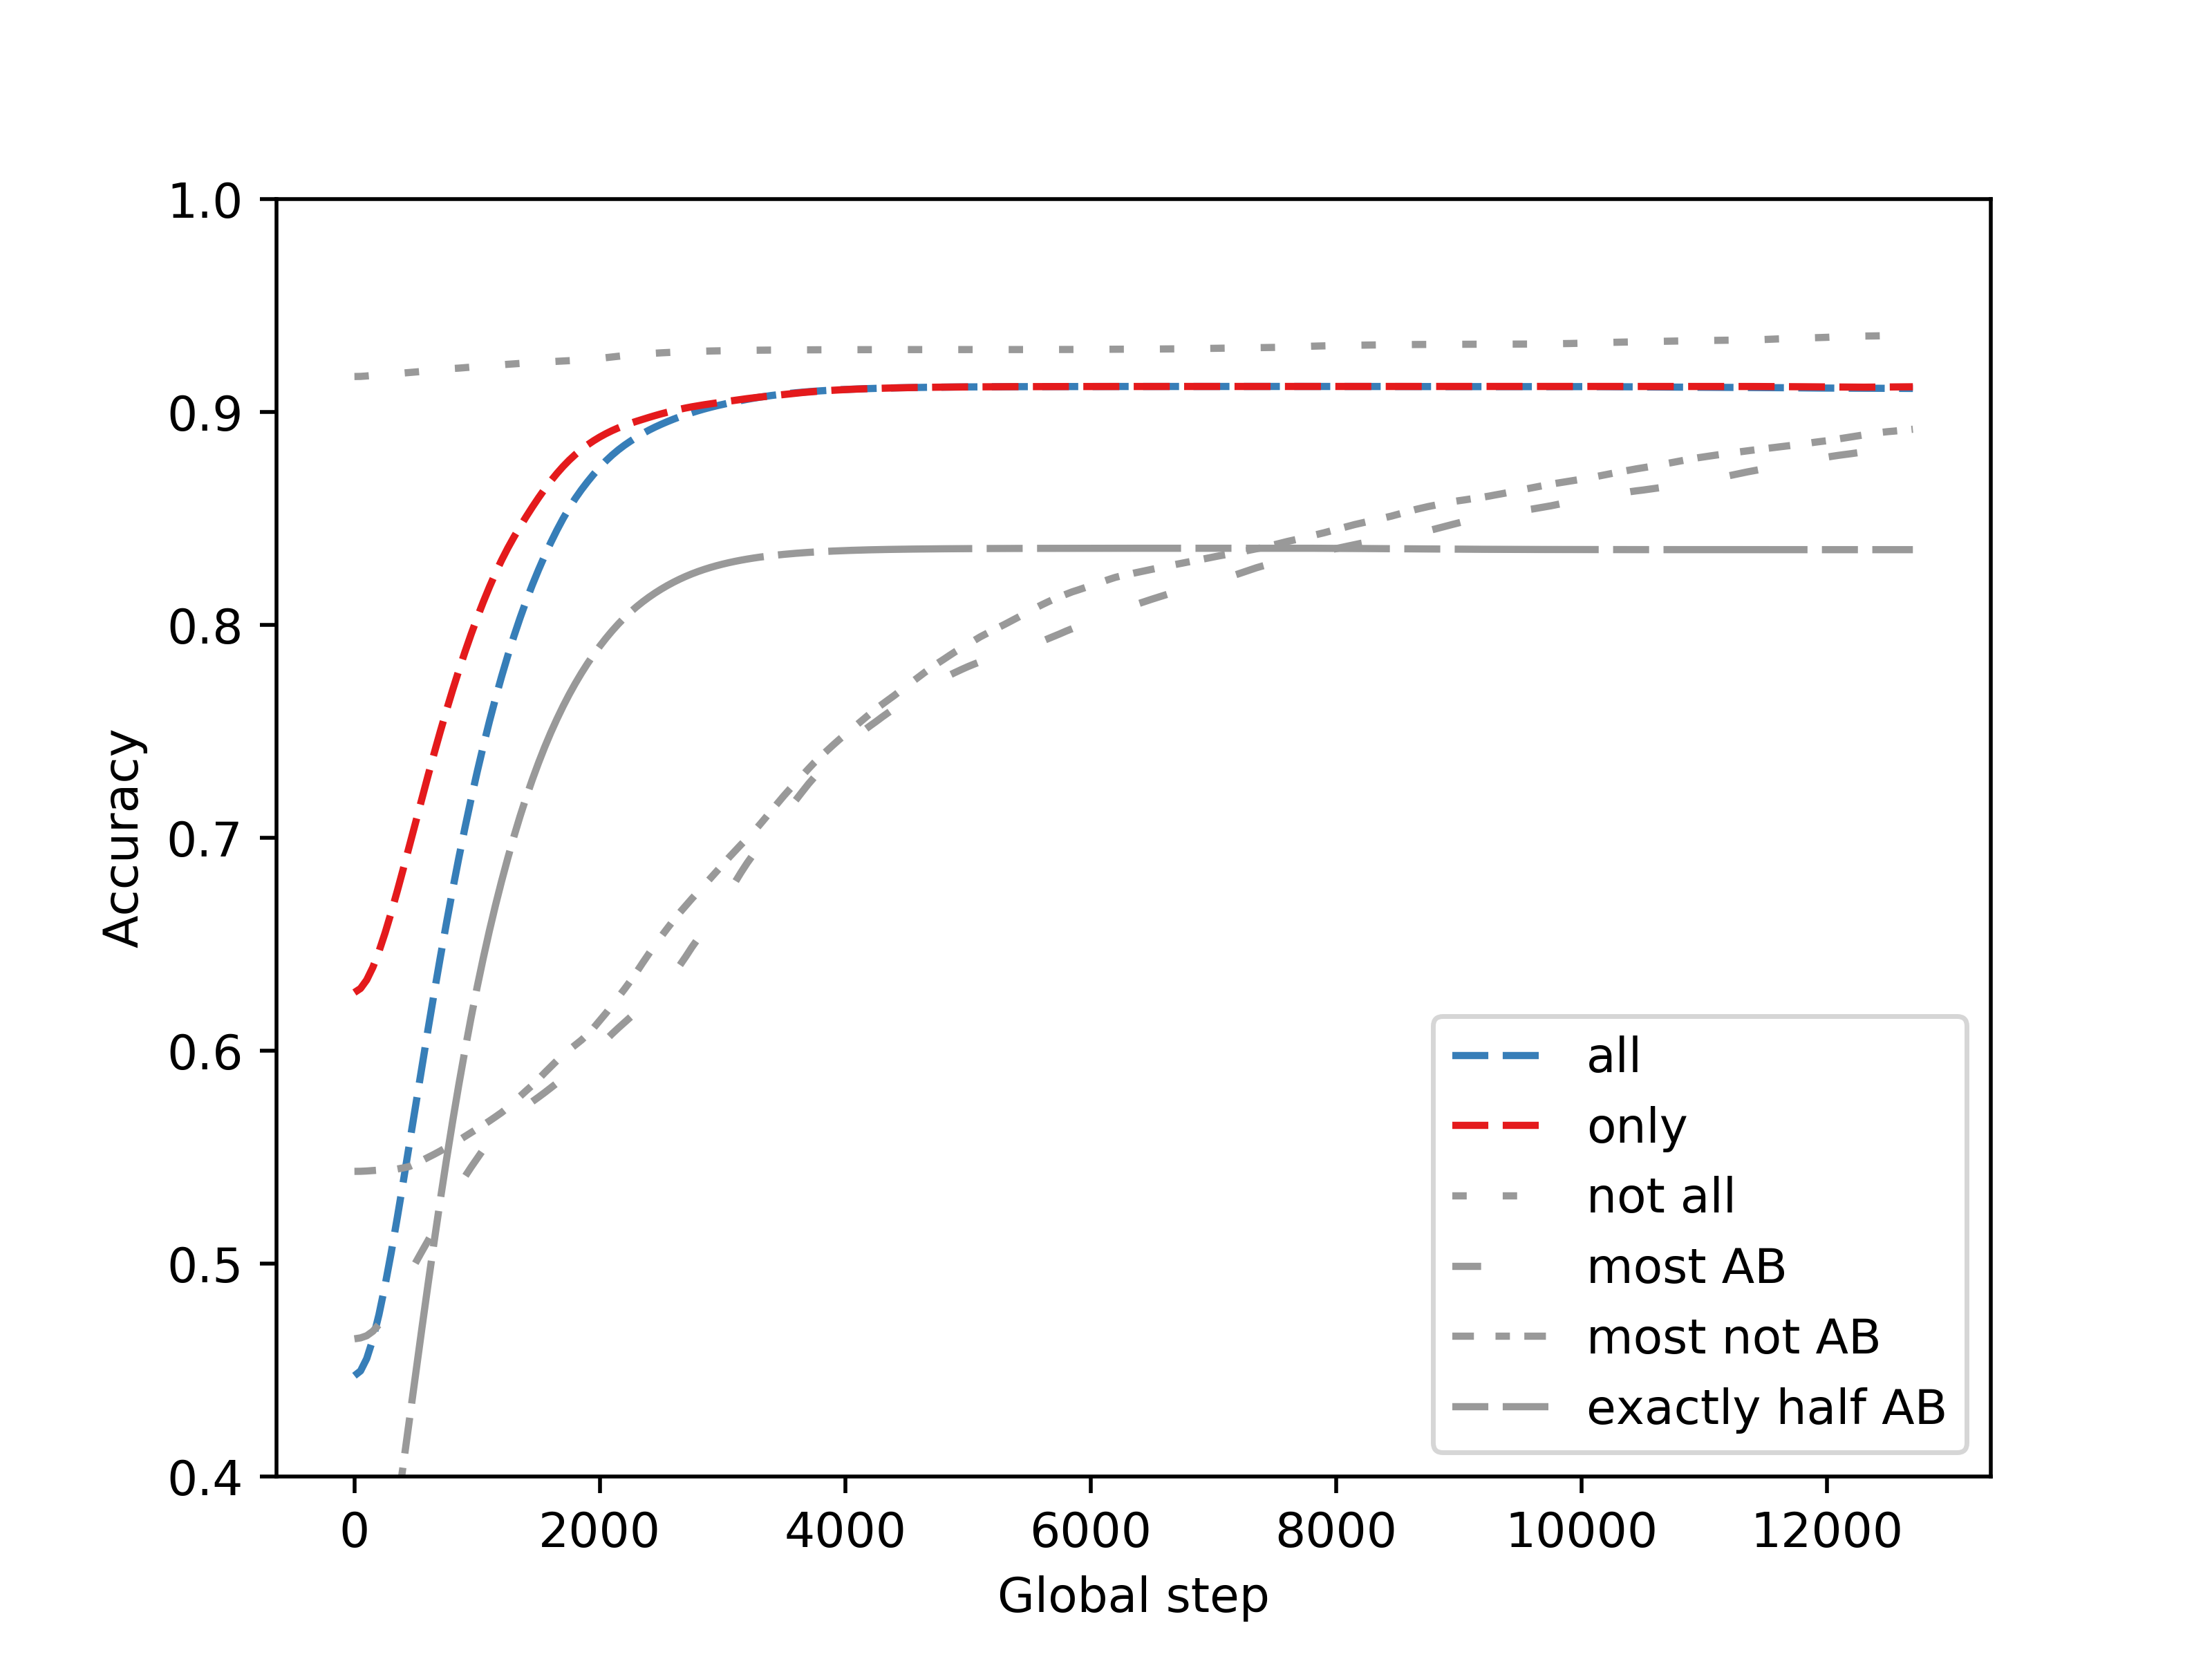 1.0
0.9
0.8
0.7
0.6
0.5
0.4
Accuracy
0 2000 4000 6000 8000 10000 12000
Global step
all
only
not all
most AB
most not AB
exactly half AB